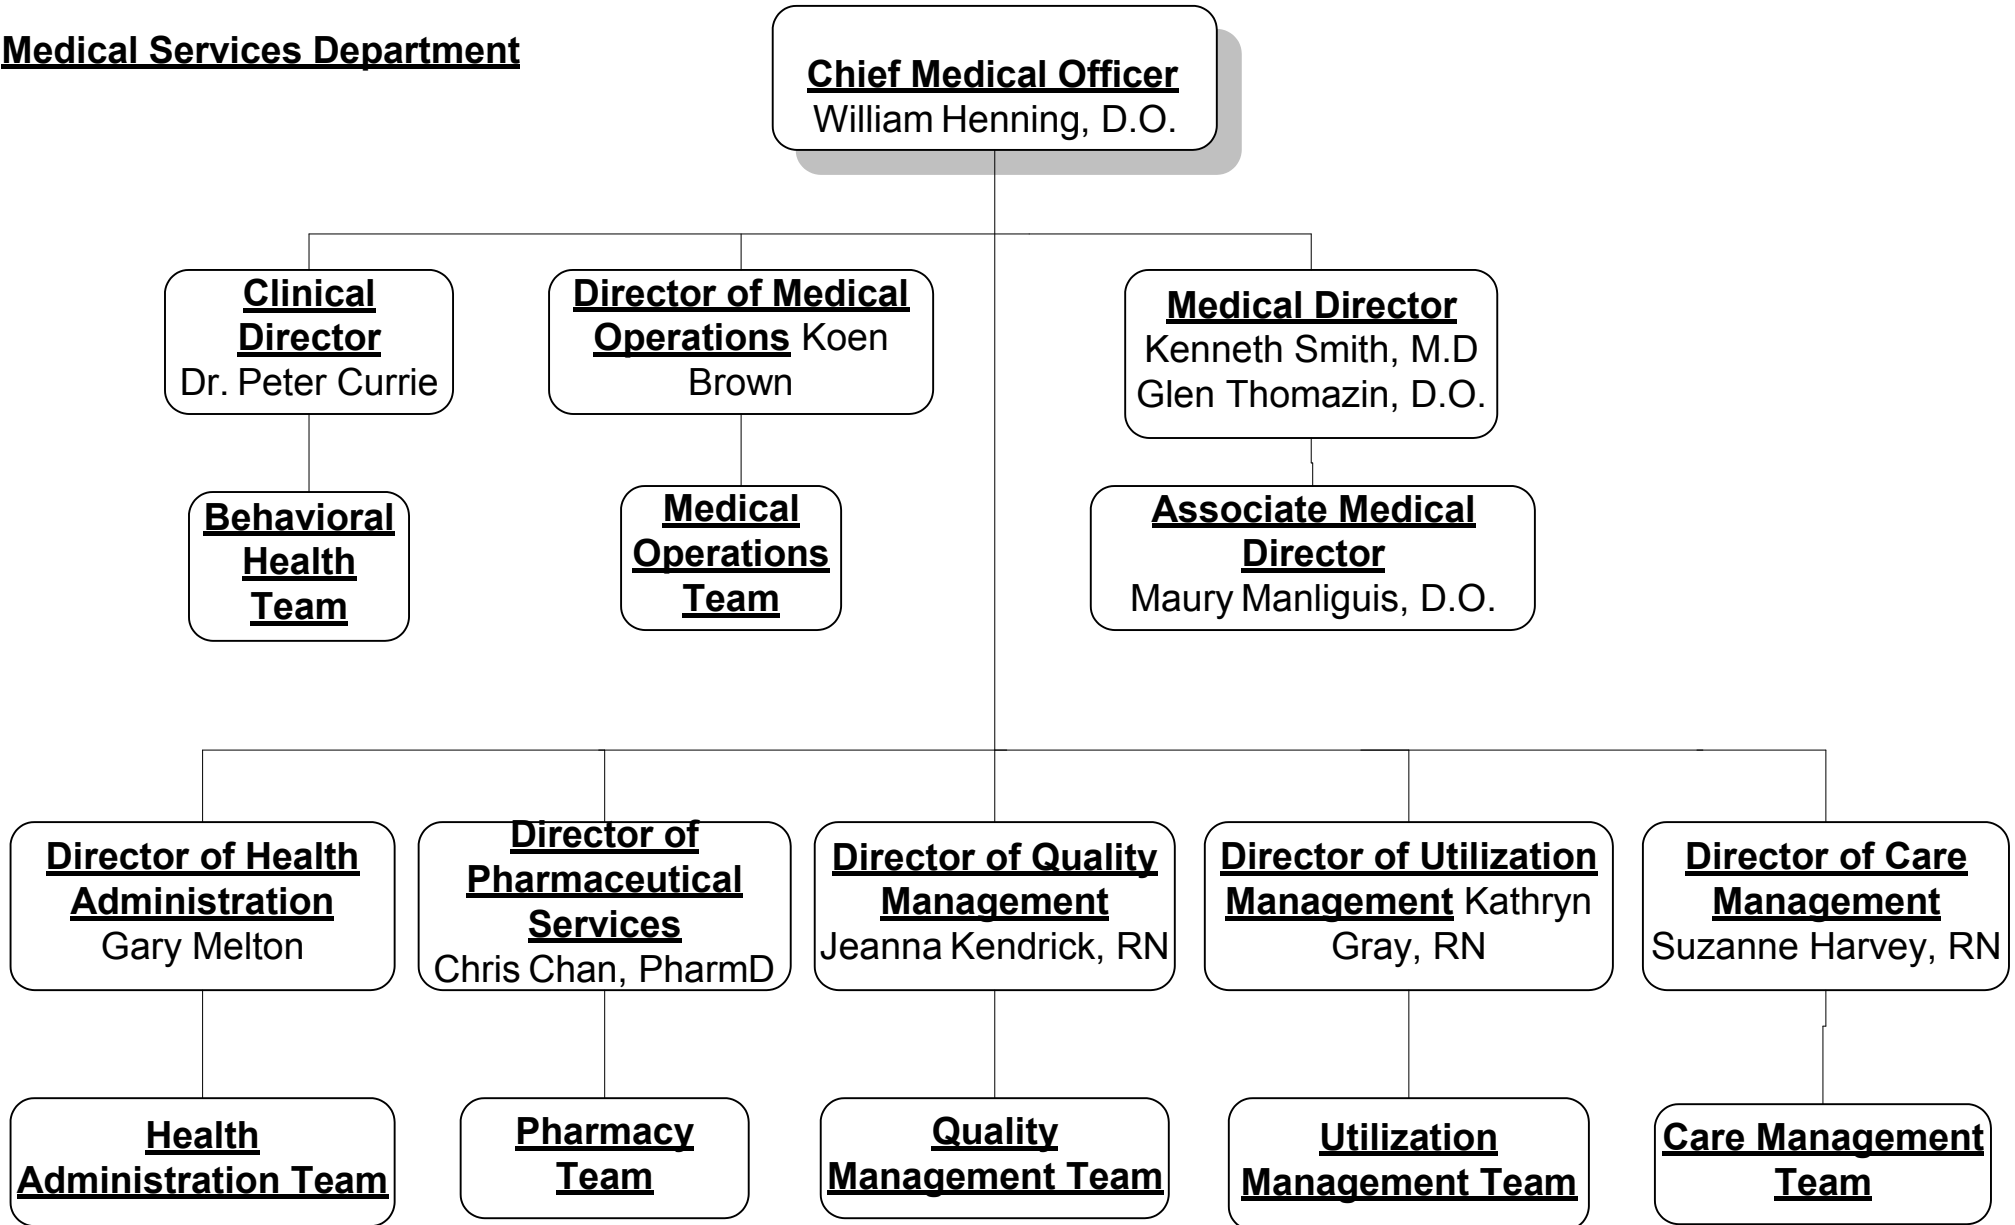 Medical Services Department
Chief Medical Officer
William Henning, D.O.
Clinical
Director
Dr. Peter Currie
Director of Medical
Operations Koen
Brown
Medical Director
Kenneth Smith, M.D
Glen Thomazin, D.O.
Behavioral
Health
Team
Medical
Operations
Team
Associate Medical
Director
Maury Manliguis, D.O.
Director of Health
Administration
Gary Melton
Director of
Pharmaceutical
Services
Chris Chan, PharmD
Director of Quality
Management
Jeanna Kendrick, RN
Director of Utilization
Management Kathryn
Gray, RN
Director of Care
Management
Suzanne Harvey, RN
Health
Administration Team
Pharmacy
Team
Quality
Management Team
Utilization
Management Team
Care Management
Team